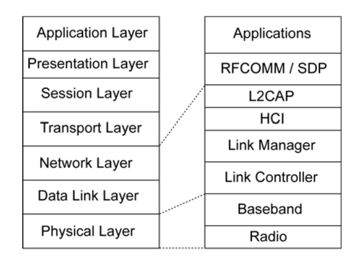 Application Layer
Presentation Layer
Session Layer
Transport Layer
Network Layer
Data Link Layer
Physical Layer
Applications
RFCOMM / SDP
L2CAP
HCI
Link Manager
Link Controller
Baseband
Radio